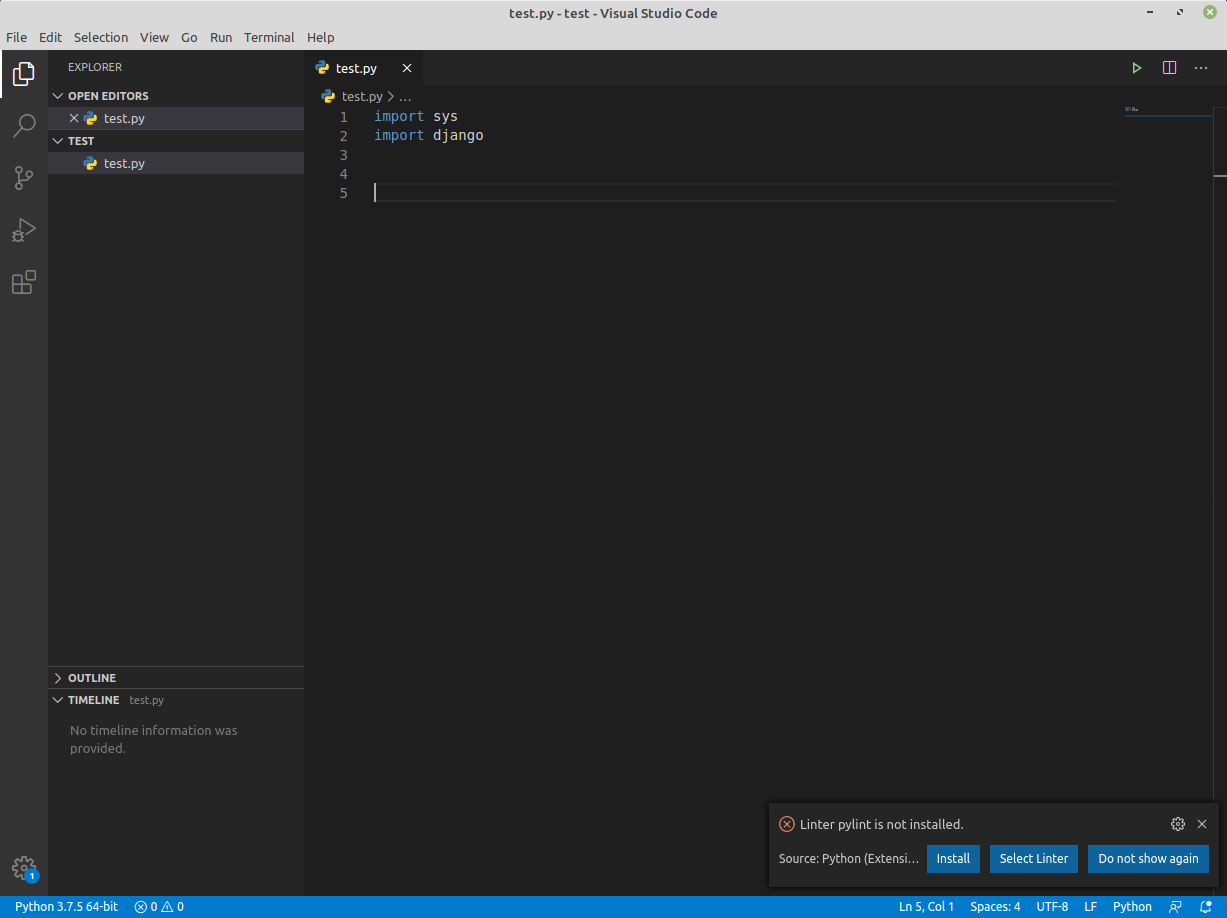 test.py - test - Visual Studio Code
File Edit Selection View Go Run Terminal Help
EXPLORER
OPEN EDITORS
test.py
TEST
test.py
OUTLINE
TIMELINE test.py
No timeline information was
provided.
test.py
test.py > ...
1 import sys
2 import django
3
4
5
Linter pylint is not installed.
Source: Python (Extensi... Install Select Linter Do not show again
1
Python 3.7.5 64-bit 0 0 Ln 5, Col 1 Spaces: 4 UTF-8 LF Python